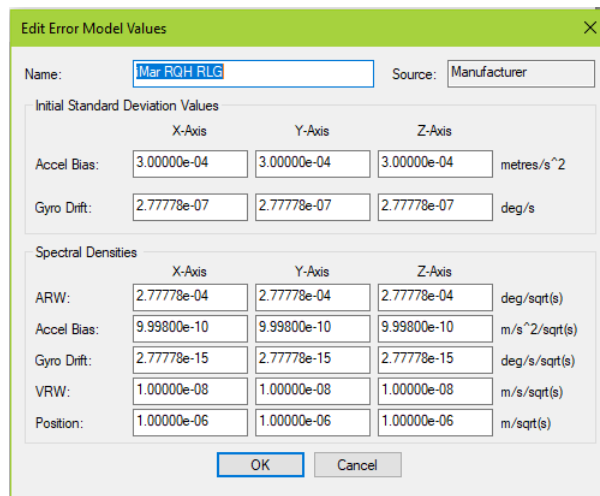 Edit Error Model Values
Name: iMar RQH RLG Source: Manufacturer
Initial Standard Deviation Values
X-Axis Y-Axis Z-Axis
Accel Bias: 3.00000e-04 3.00000e-04 3.00000e-04 metres/s^2
Gyro Drift: 2.77778e-07 2.77778e-07 2.77778e-07 deg/s
Spectral Densities
X-Axis Y-Axis Z-Axis
ARW: 2.77778e-04 2.77778e-04 2.77778e-04 deg/sqrt(s)
Accel Bias: 9.99800e-10 9.99800e-10 9.99800e-10 m/s^2/sqrt(s)
Gyro Drift: 2.77778e-15 2.77778e-15 2.77778e-15 deg/s/sqrt(s)
VRW: 1.00000e-08 1.00000e-08 1.00000e-08 m/s/sqrt(s)
Position: 1.00000e-06 1.00000e-06 1.00000e-06 m/sqrt(s)
OK Cancel